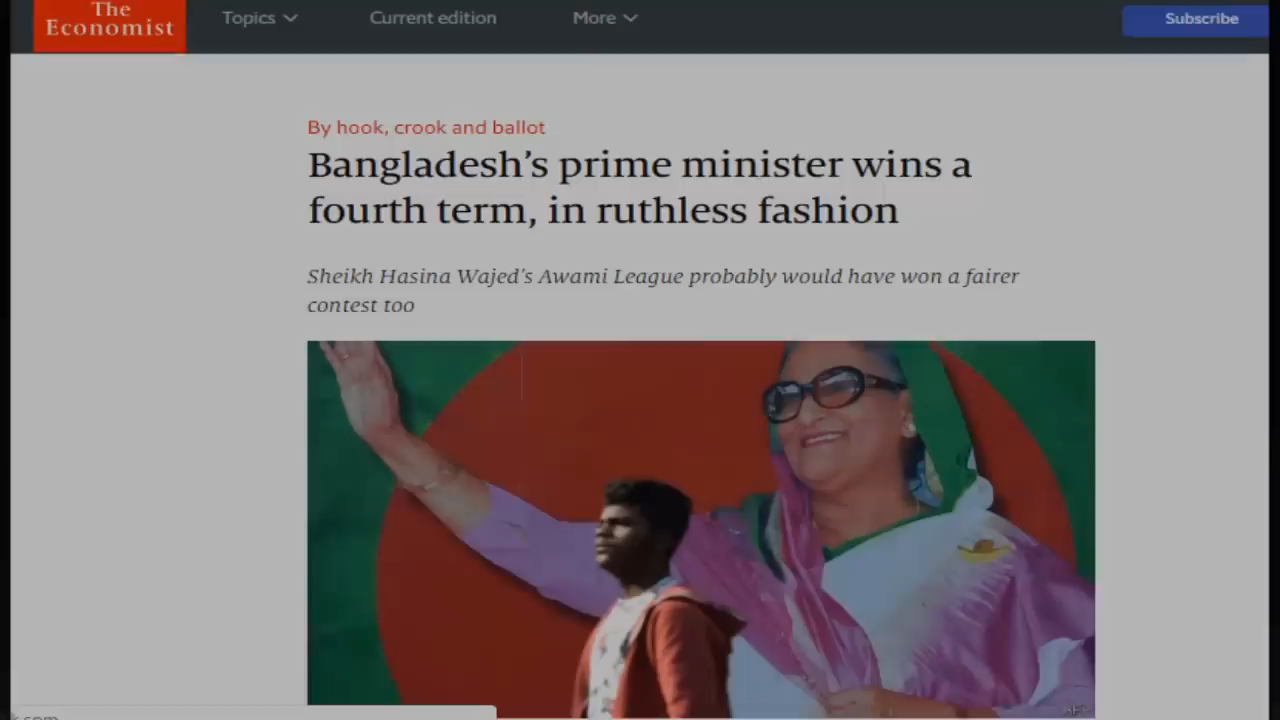 The
Economist
Topics
Current edition
More
Subscribe
By hook, crook and ballot
Bangladesh's prime minister wins a
fourth term, in ruthless fashion
Sheikh Hasina Wajed's Awami League probably would have won a fairer
contest too